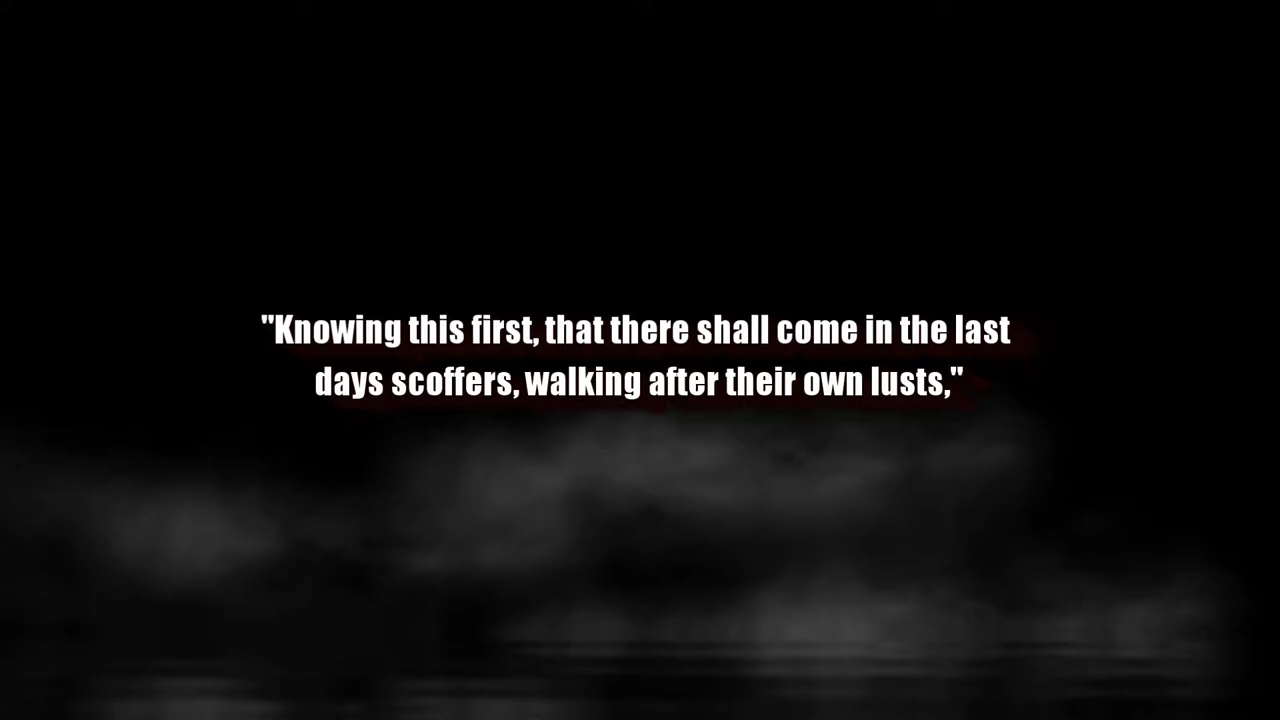 "Knowing this first, that there shall come in the last
days scoffers, walking after their own lusts,"